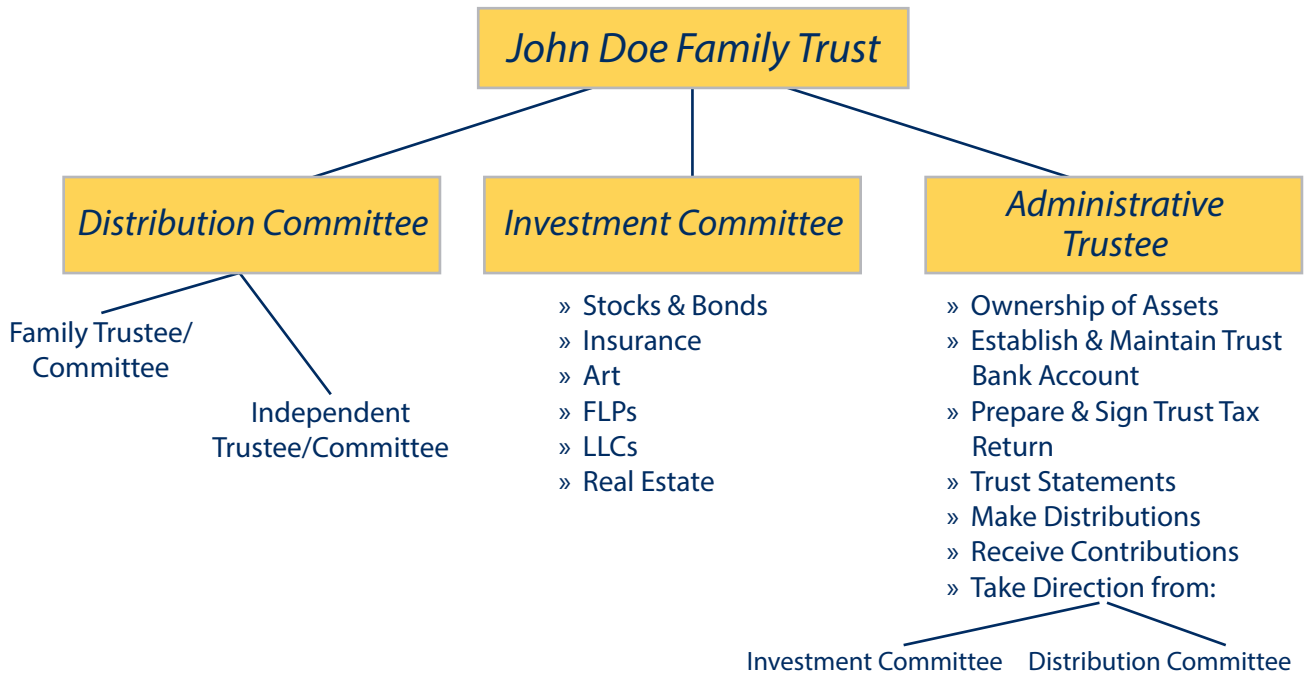 John Doe Family Trust
Distribution Committee
Family Trustee/
Committee
Independent
Trustee/Committee
Investment Committee
» Stocks & Bonds
» Insurance
» Art
» FLPs
» LLCs
» Real Estate
Administrative
Trustee
» Ownership of Assets
» Establish & Maintain Trust
Bank Account
» Prepare & Sign Trust Tax
Return
» Trust Statements
» Make Distributions
» Receive Contributions
» Take Direction from:
Investment Committee
Distribution Committee